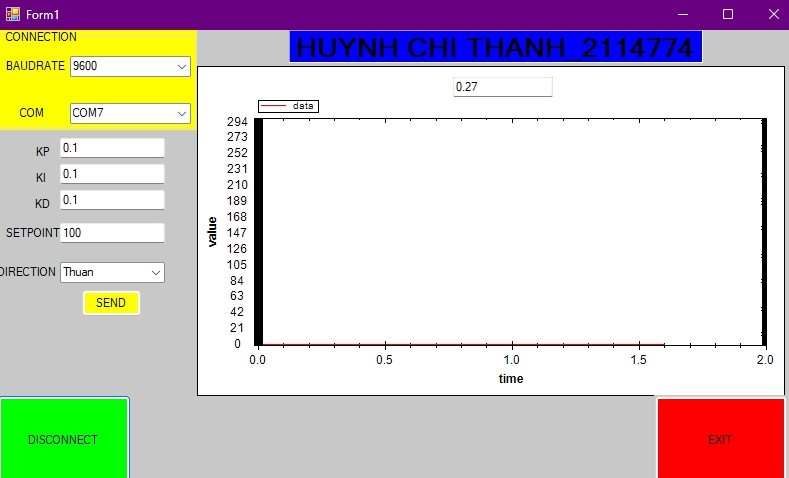 Form1
CONNECTION
HUYNH CHI THANH_2114774
BAUDRATE 9600
COM COM7
0.27
data
KP 0.1
KI 0.1
KD 0.1
SETPOINT 100
DIRECTION Thuan
SEND
value
294
273
252
231
210
189
168
147
126
105
84
63
42
21
0
0.0 0.5 1.0 1.5 2.0
time
DISCONNECT
EXIT